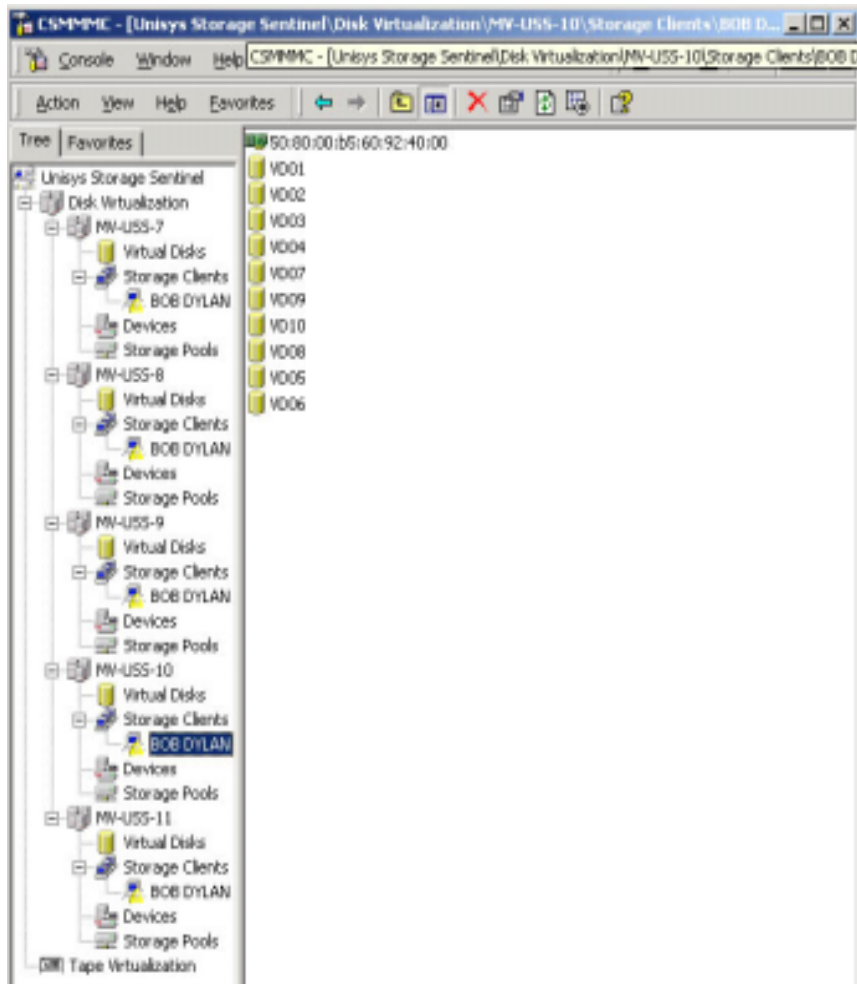 CSMMMC - [Unisys Storage Sentinel\Disk Virtualization\MV-USS-10\Storage Clients\BOB D...
Console Window Help
CSMMMC - [Unisys Storage Sentinel\Disk Virtualization\MV-USS-10\Storage Clients\BOB D
Action View Help Favorites
Tree Favorites
Unisys Storage Sentinel
Disk Virtualization
MV-USS-7
Virtual Disks
Storage Clients
BOB DYLAN
Devices
Storage Pools
MV-USS-8
Virtual Disks
Storage Clients
BOB DYLAN
Devices
Storage Pools
MV-USS-9
Virtual Disks
Storage Clients
BOB DYLAN
Devices
Storage Pools
MV-USS-10
Virtual Disks
Storage Clients
BOB DYLAN
Devices
Storage Pools
MV-USS-11
Virtual Disks
Storage Clients
BOB DYLAN
Devices
Storage Pools
Tape Virtualization
50:80:00:b5:60:92:40:00
VD01
VD02
VD03
VD04
VD07
VD09
VD10
VD08
VD05
VD06